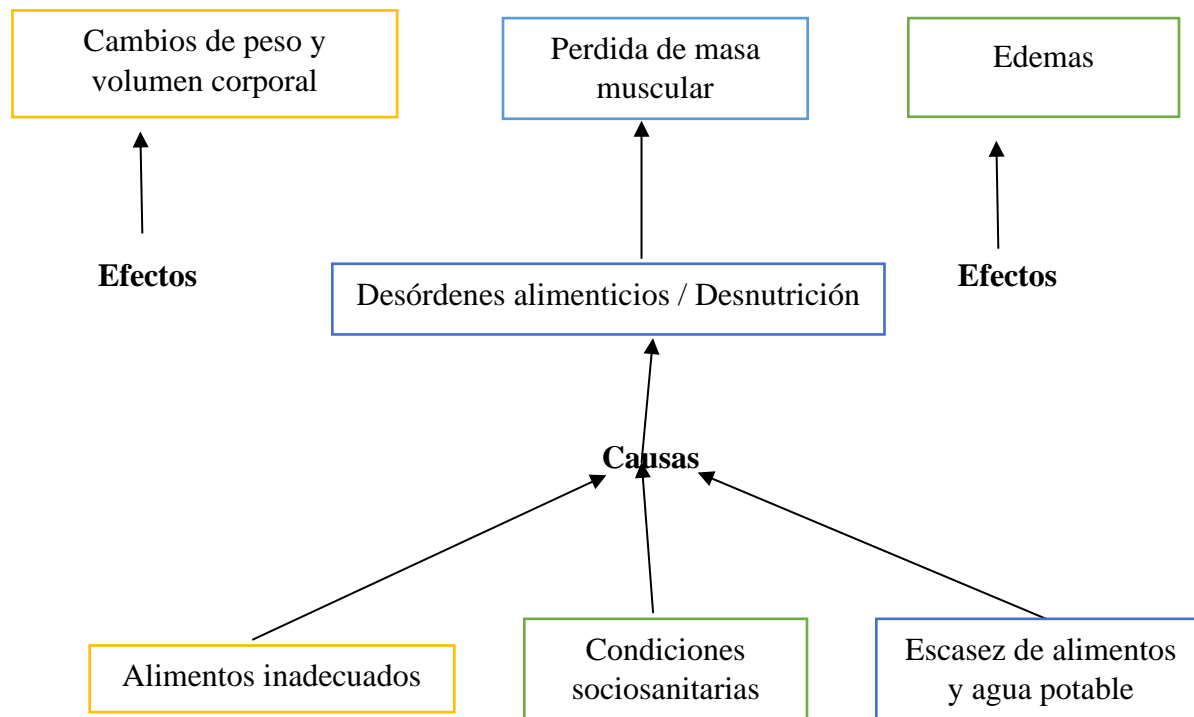 Cambios de peso y
volumen corporal
Perdida de masa
muscular
Edemas
Efectos
Desórdenes alimenticios / Desnutrición
Efectos
Causas
Alimentos inadecuados
Condiciones
sociosanitarias
Escasez de alimentos
y agua potable